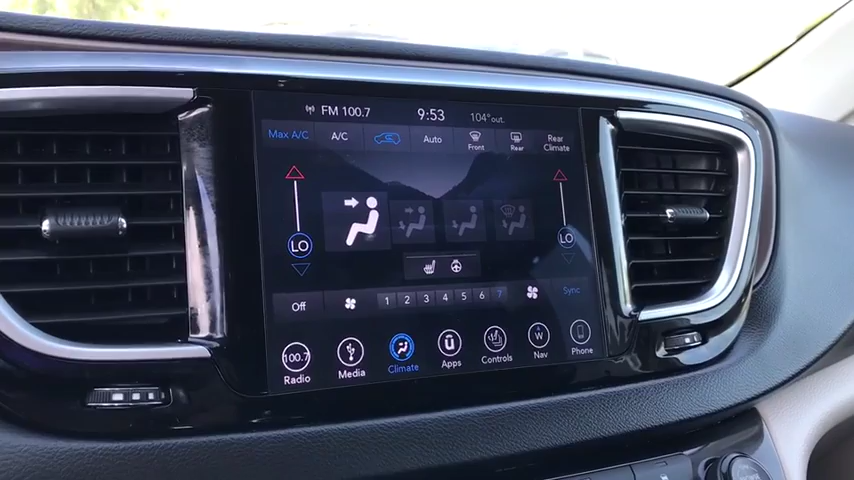 FM 100.7 9:53 104° out.
Max A/C A/C Auto Front Rear Rear Climate
LO LO
Off 1 2 3 4 5 6 7 Sync
100.7 W
Radio Media Climate Apps Controls Nav Phone